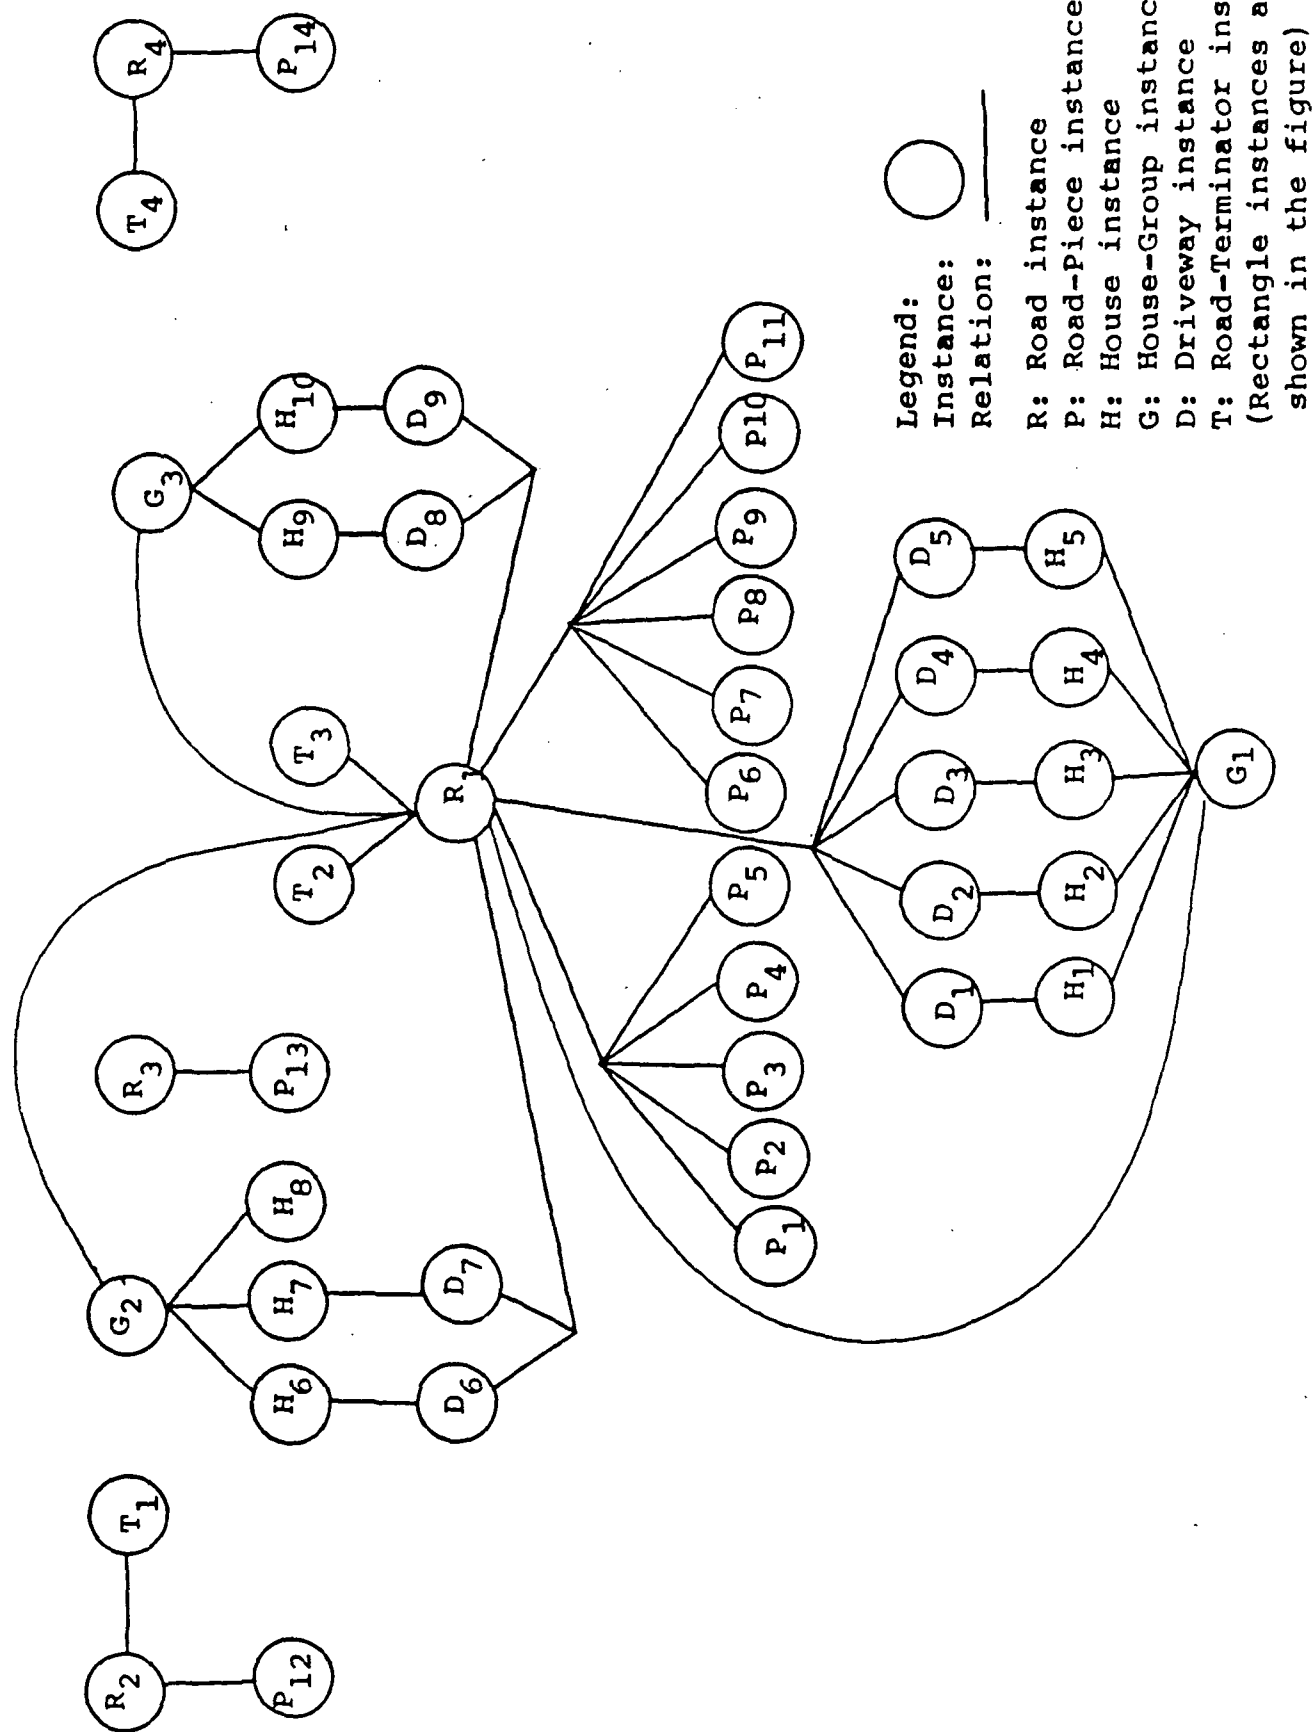 R2 T1 G2 R3 G3 T4 R4
P12 H6 H7 H8 P13 T2 T3 H9 H10 P14
D6 D7 R1 D8 D9
P1 P2 P3 P4 P5 P6 P7 P8 P9 P10 P11
D1 D2 D3 D4 D5
H1 H2 H3 H4 H5
G1
Legend:
Instance:
Relation:
R: Road instance
P: Road-Piece instance
H: House instance
G: House-Group instanc
D: Driveway instance
T: Road-Terminator ins
(Rectangle instances a
shown in the figure)